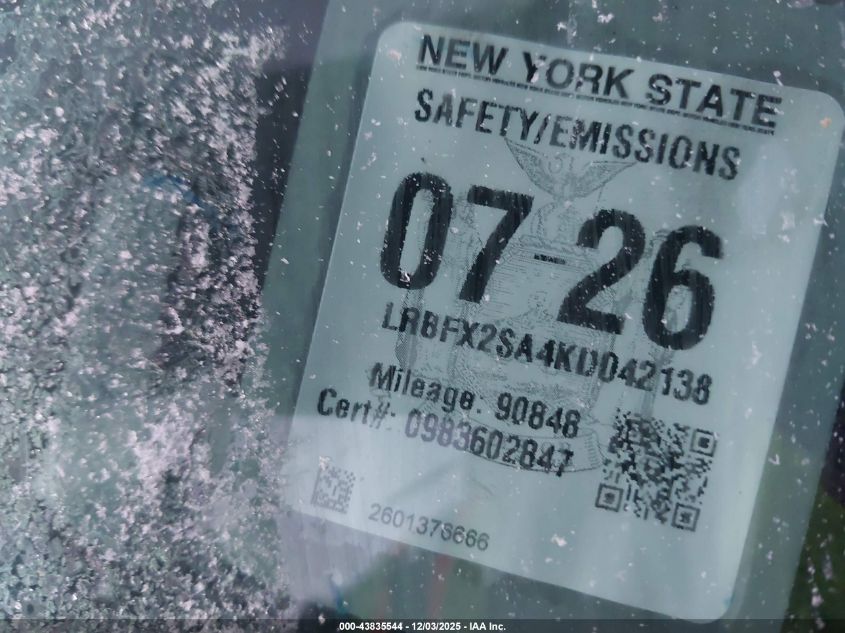 NEW YORK STATE
SAFETY/EMISSIONS
07-26
LRBFX2SA4KD042138
Mileage: 90848
Cert#: 0983602847
2601376666
000-43835544 - 12/03/2025 - IAA Inc.